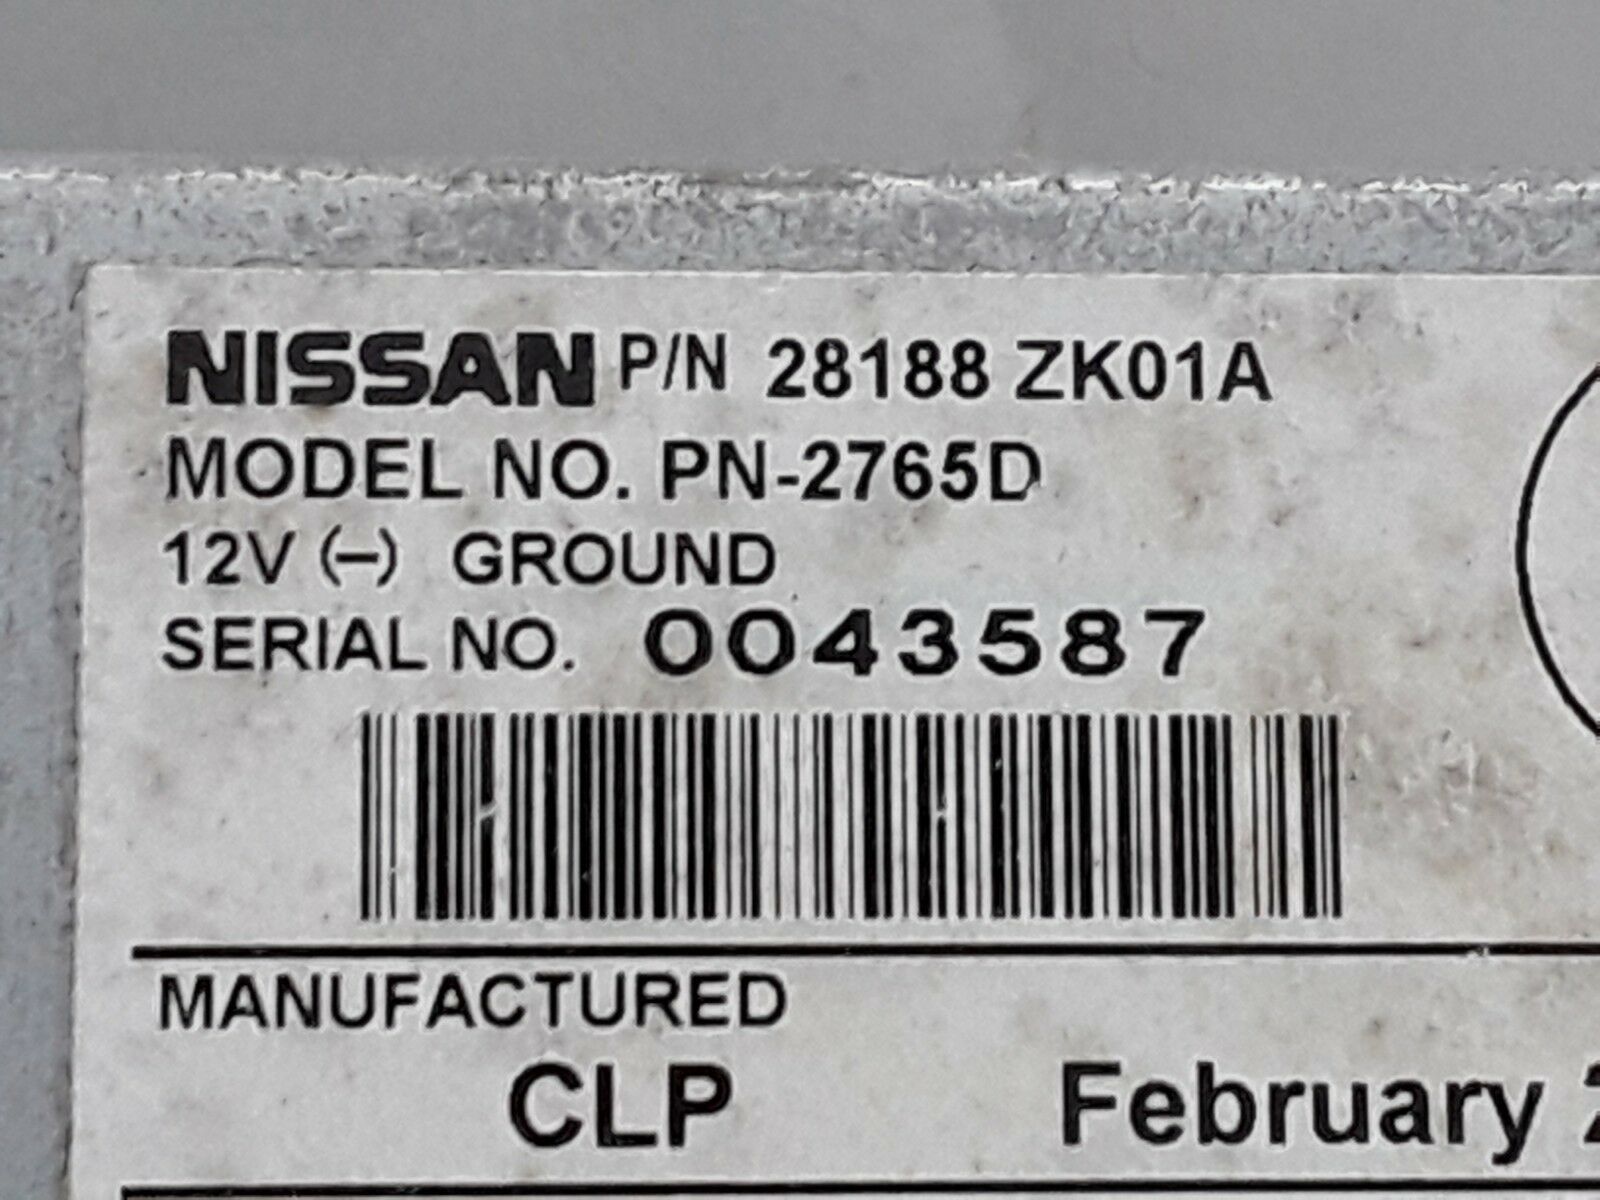 NISSAN P/N 28188 ZK01A
MODEL NO. PN-2765D
12V (–) GROUND
SERIAL NO. 0043587
MANUFACTURED
CLP February